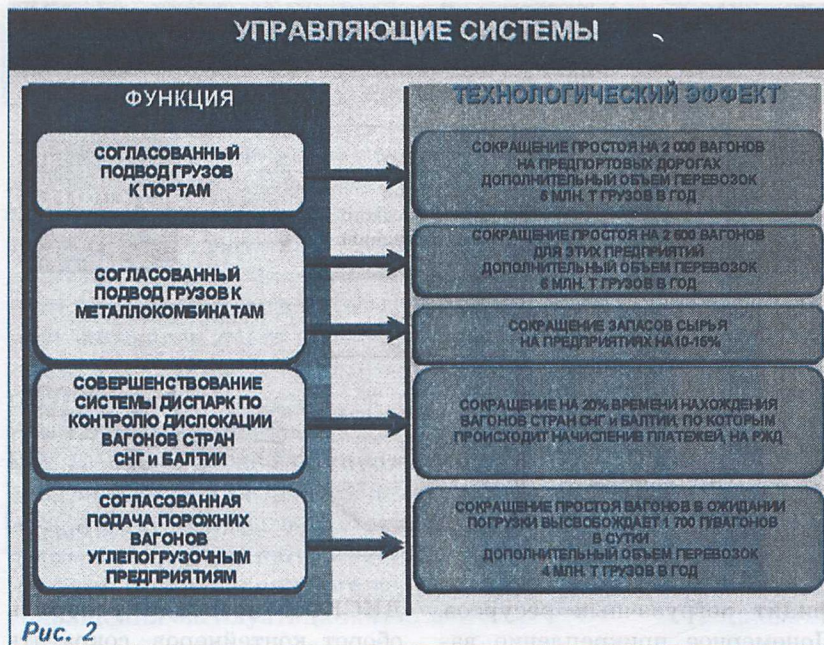 УПРАВЛЯЮЩИЕ СИСТЕМЫ
ФУНКЦИЯ
ТЕХНОЛОГИЧЕСКИЙ ЭФФЕКТ
СОГЛАСОВАННЫЙ
ПОДВОД ГРУЗОВ
К ПОРТАМ
СОКРАЩЕНИЕ ПРОСТОЯ НА 2 000 ВАГОНОВ
НА ПРЕДПОРТОВЫХ ДОРОГАХ
ДОПОЛНИТЕЛЬНЫЙ ОБЪЕМ ПЕРЕВОЗОК
5 МЛН. Т ГРУЗОВ В ГОД
СОГЛАСОВАННЫЙ
ПОДВОД ГРУЗОВ К
МЕТАЛЛОКОМБИНАТАМ
СОКРАЩЕНИЕ ПРОСТОЯ НА 2 600 ВАГОНОВ
ДЛЯ ЭТИХ ПРЕДПРИЯТИЙ
ДОПОЛНИТЕЛЬНЫЙ ОБЪЕМ ПЕРЕВОЗОК
6 МЛН. Т ГРУЗОВ В ГОД
СОКРАЩЕНИЕ ЗАПАСОВ СЫРЬЯ
НА ПРЕДПРИЯТИЯХ НА 10-15%
СОВЕРШЕНСТВОВАНИЕ
СИСТЕМЫ ДИСПАРК ПО
КОНТРОЛЮ ДИСЛОКАЦИИ
ВАГОНОВ СТРАН
СНГ и БАЛТИИ
СОКРАЩЕНИЕ НА 20% ВРЕМЕНИ НАХОЖДЕНИЯ
ВАГОНОВ СТРАН СНГ и БАЛТИИ, ПО КОТОРЫМ
ПРОИСХОДИТ НАЧИСЛЕНИЕ ПЛАТЕЖЕЙ, НА РЖД
СОГЛАСОВАННАЯ
ПОДАЧА ПОРОЖНИХ
ВАГОНОВ
УГЛЕПОГРУЗОЧНЫМ
ПРЕДПРИЯТИЯМ
СОКРАЩЕНИЕ ПРОСТОЯ ВАГОНОВ В ОЖИДАНИИ
ПОГРУЗКИ ВЫСВОБОЖДАЕТ 1 700 П/ВАГОНОВ
В СУТКИ
ДОПОЛНИТЕЛЬНЫЙ ОБЪЕМ ПЕРЕВОЗОК
4 МЛН. Т ГРУЗОВ В ГОД
Рис. 2